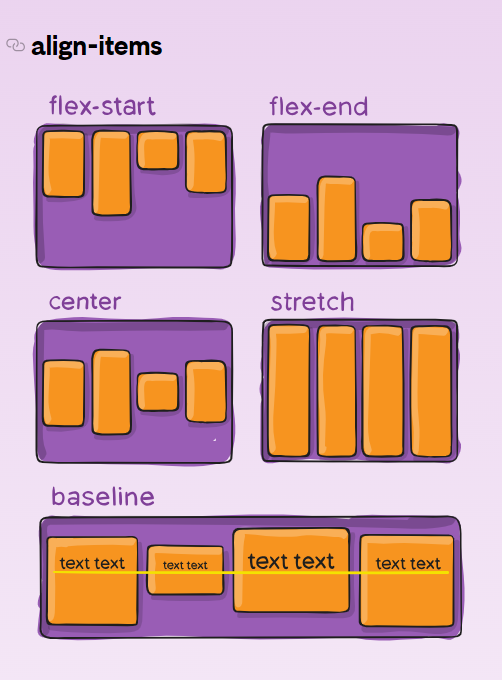 align-items
flex-start
flex-end
center
stretch
baseline
text text
text text
text text
text text